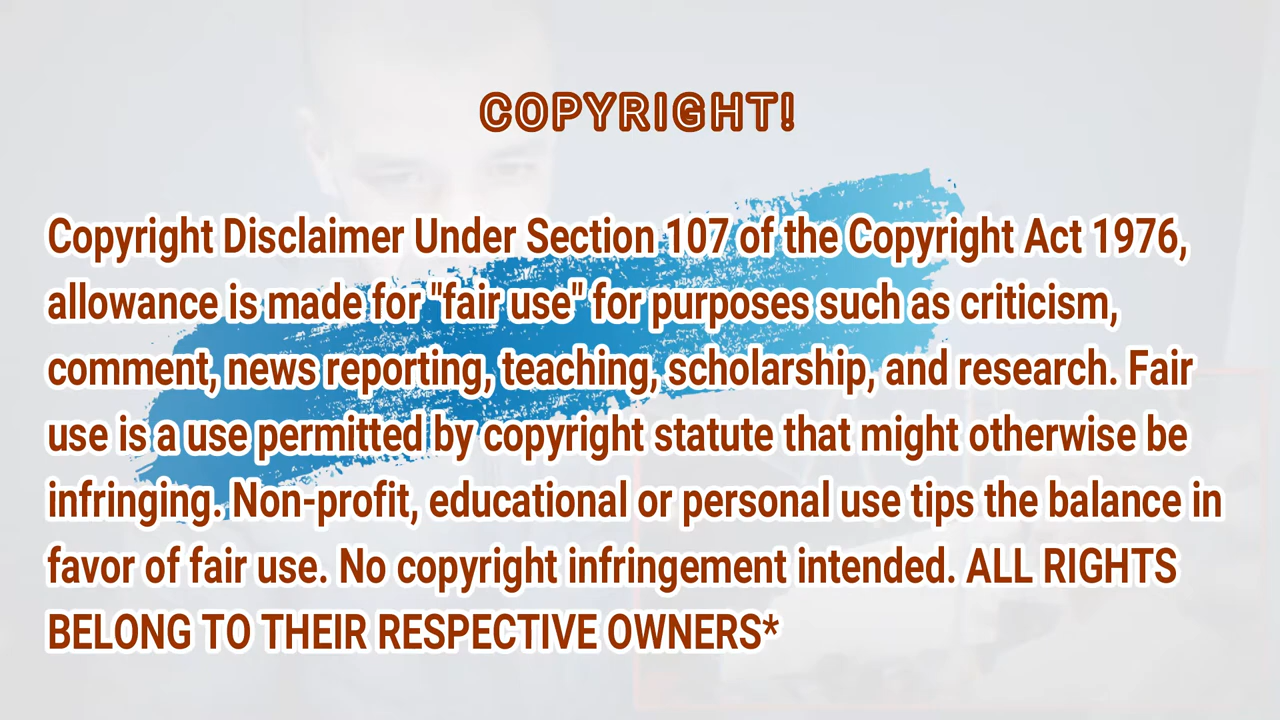 COPYRIGHT!
Copyright Disclaimer Under Section 107 of the Copyright Act 1976,
allowance is made for "fair use" for purposes such as criticism,
comment, news reporting, teaching, scholarship, and research. Fair
use is a use permitted by copyright statute that might otherwise be
infringing. Non-profit, educational or personal use tips the balance in
favor of fair use. No copyright infringement intended. ALL RIGHTS
BELONG TO THEIR RESPECTIVE OWNERS*